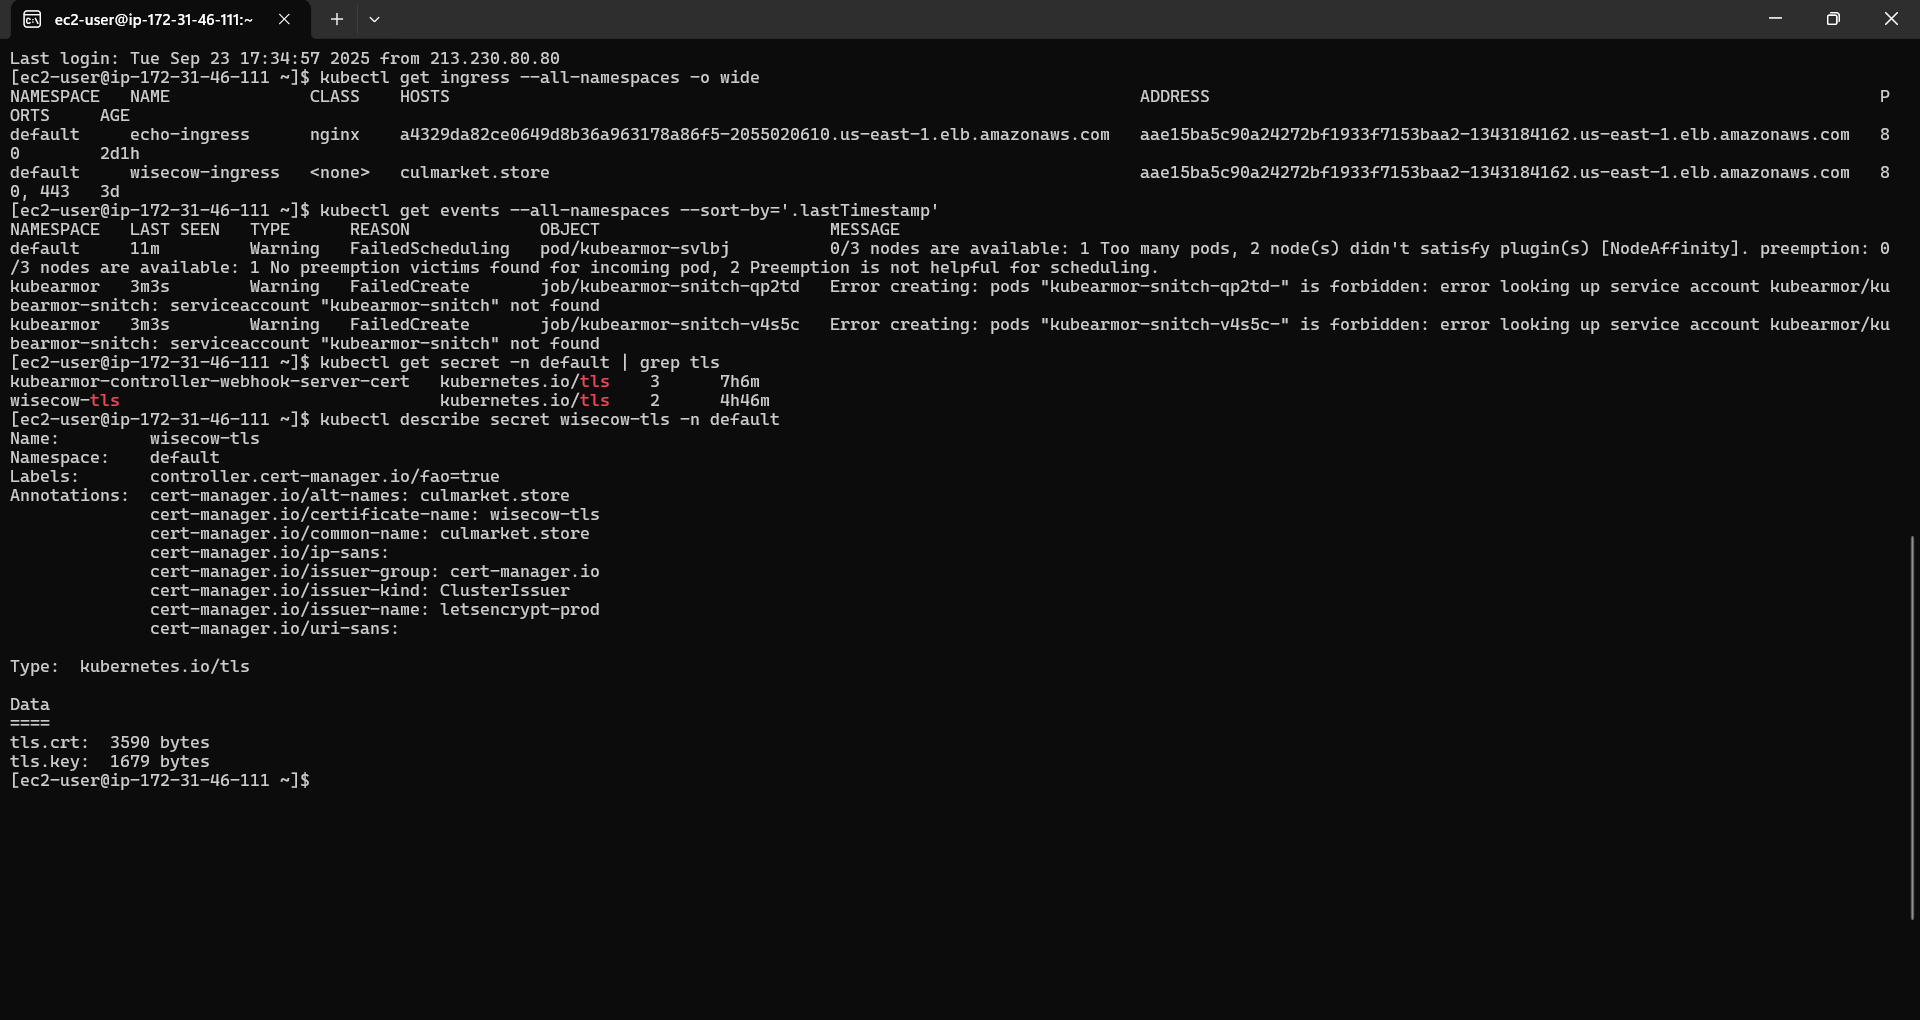 ec2-user@ip-172-31-46-111:~
Last login: Tue Sep 23 17:34:57 2025 from 213.230.80.80
[ec2-user@ip-172-31-46-111 ~]$ kubectl get ingress --all-namespaces -o wide
NAMESPACE   NAME              CLASS    HOSTS                                                                     ADDRESS                                                                   P
ORTS     AGE
default     echo-ingress      nginx    a4329da82ce0649d8b36a963178a86f5-2055020610.us-east-1.elb.amazonaws.com   aae15ba5c90a24272bf1933f7153baa2-1343184162.us-east-1.elb.amazonaws.com   8
0        2d1h
default     wisecow-ingress   <none>   culmarket.store                                                           aae15ba5c90a24272bf1933f7153baa2-1343184162.us-east-1.elb.amazonaws.com   8
0, 443   3d
[ec2-user@ip-172-31-46-111 ~]$ kubectl get events --all-namespaces --sort-by='.lastTimestamp'
NAMESPACE   LAST SEEN   TYPE      REASON             OBJECT                       MESSAGE
default     11m         Warning   FailedScheduling   pod/kubearmor-svlbj          0/3 nodes are available: 1 Too many pods, 2 node(s) didn't satisfy plugin(s) [NodeAffinity]. preemption: 0
/3 nodes are available: 1 No preemption victims found for incoming pod, 2 Preemption is not helpful for scheduling.
kubearmor   3m3s        Warning   FailedCreate       job/kubearmor-snitch-qp2td   Error creating: pods "kubearmor-snitch-qp2td-" is forbidden: error looking up service account kubearmor/ku
bearmor-snitch: serviceaccount "kubearmor-snitch" not found
kubearmor   3m3s        Warning   FailedCreate       job/kubearmor-snitch-v4s5c   Error creating: pods "kubearmor-snitch-v4s5c-" is forbidden: error looking up service account kubearmor/ku
bearmor-snitch: serviceaccount "kubearmor-snitch" not found
[ec2-user@ip-172-31-46-111 ~]$ kubectl get secret -n default | grep tls
kubearmor-controller-webhook-server-cert   kubernetes.io/tls    3      7h6m
wisecow-tls                                kubernetes.io/tls    2      4h46m
[ec2-user@ip-172-31-46-111 ~]$ kubectl describe secret wisecow-tls -n default
Name:         wisecow-tls
Namespace:    default
Labels:       controller.cert-manager.io/fao=true
Annotations:  cert-manager.io/alt-names: culmarket.store
              cert-manager.io/certificate-name: wisecow-tls
              cert-manager.io/common-name: culmarket.store
              cert-manager.io/ip-sans:
              cert-manager.io/issuer-group: cert-manager.io
              cert-manager.io/issuer-kind: ClusterIssuer
              cert-manager.io/issuer-name: letsencrypt-prod
              cert-manager.io/uri-sans:
Type:  kubernetes.io/tls
Data
====
tls.crt:  3590 bytes
tls.key:  1679 bytes
[ec2-user@ip-172-31-46-111 ~]$